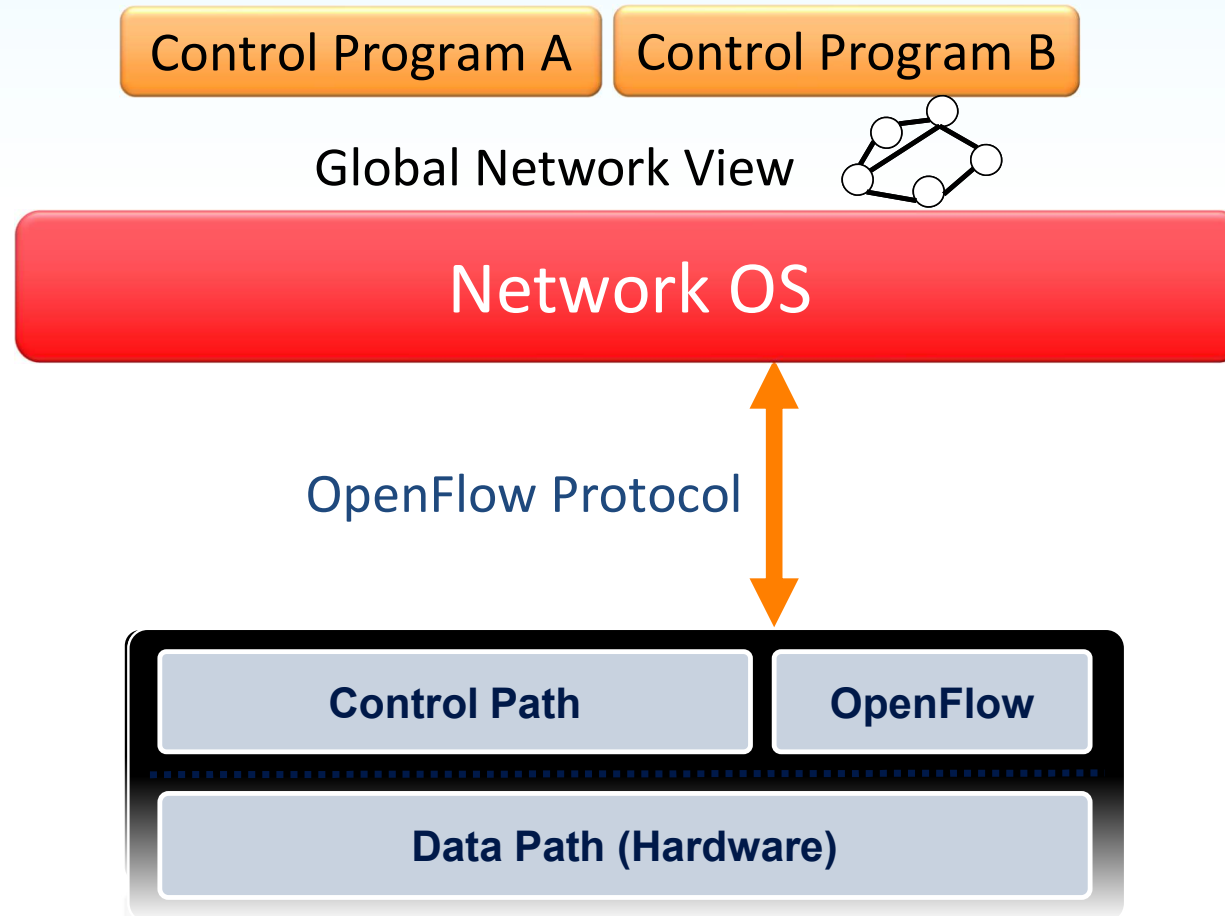 Control Program A
Control Program B
Global Network View
Network OS
OpenFlow Protocol
Control Path
OpenFlow
Data Path (Hardware)